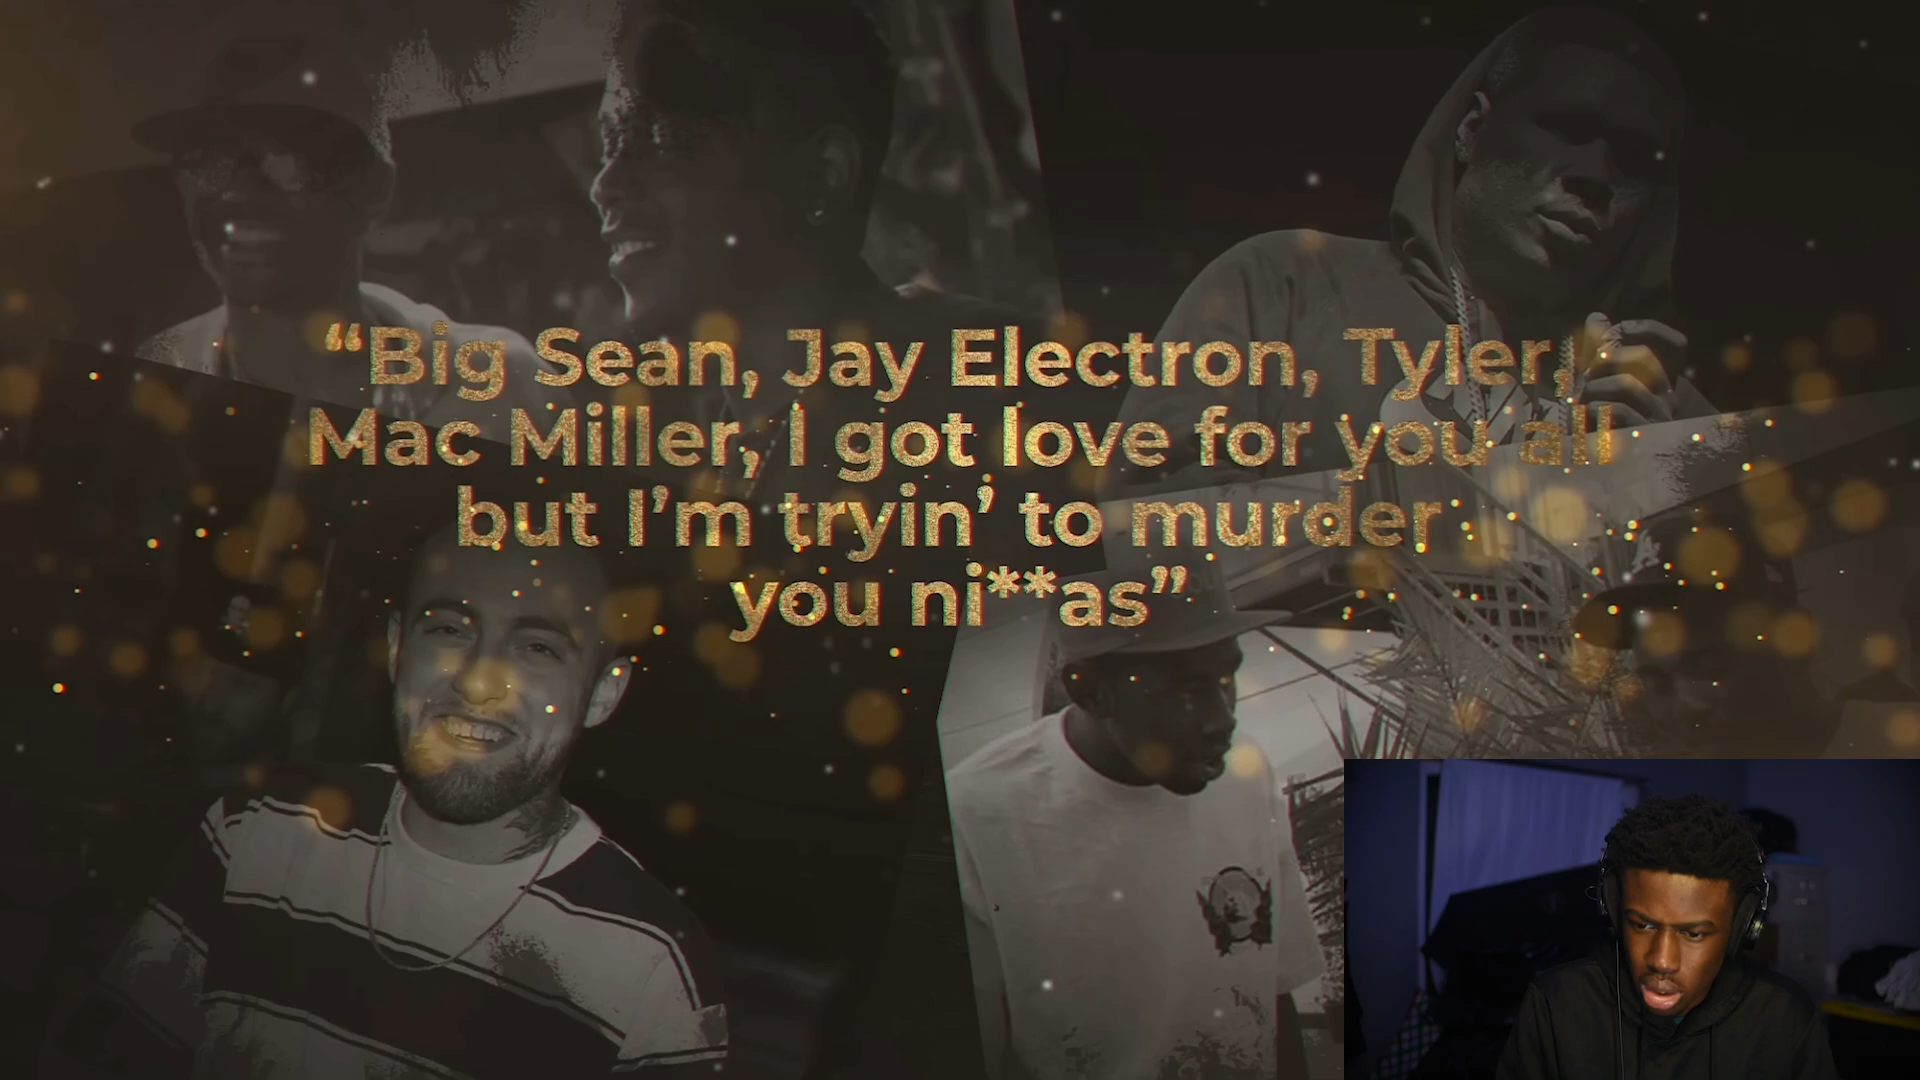 “Big Sean, Jay Electron, Tyler,
Mac Miller, I got love for you all
but I’m tryin’ to murder
you ni**as”